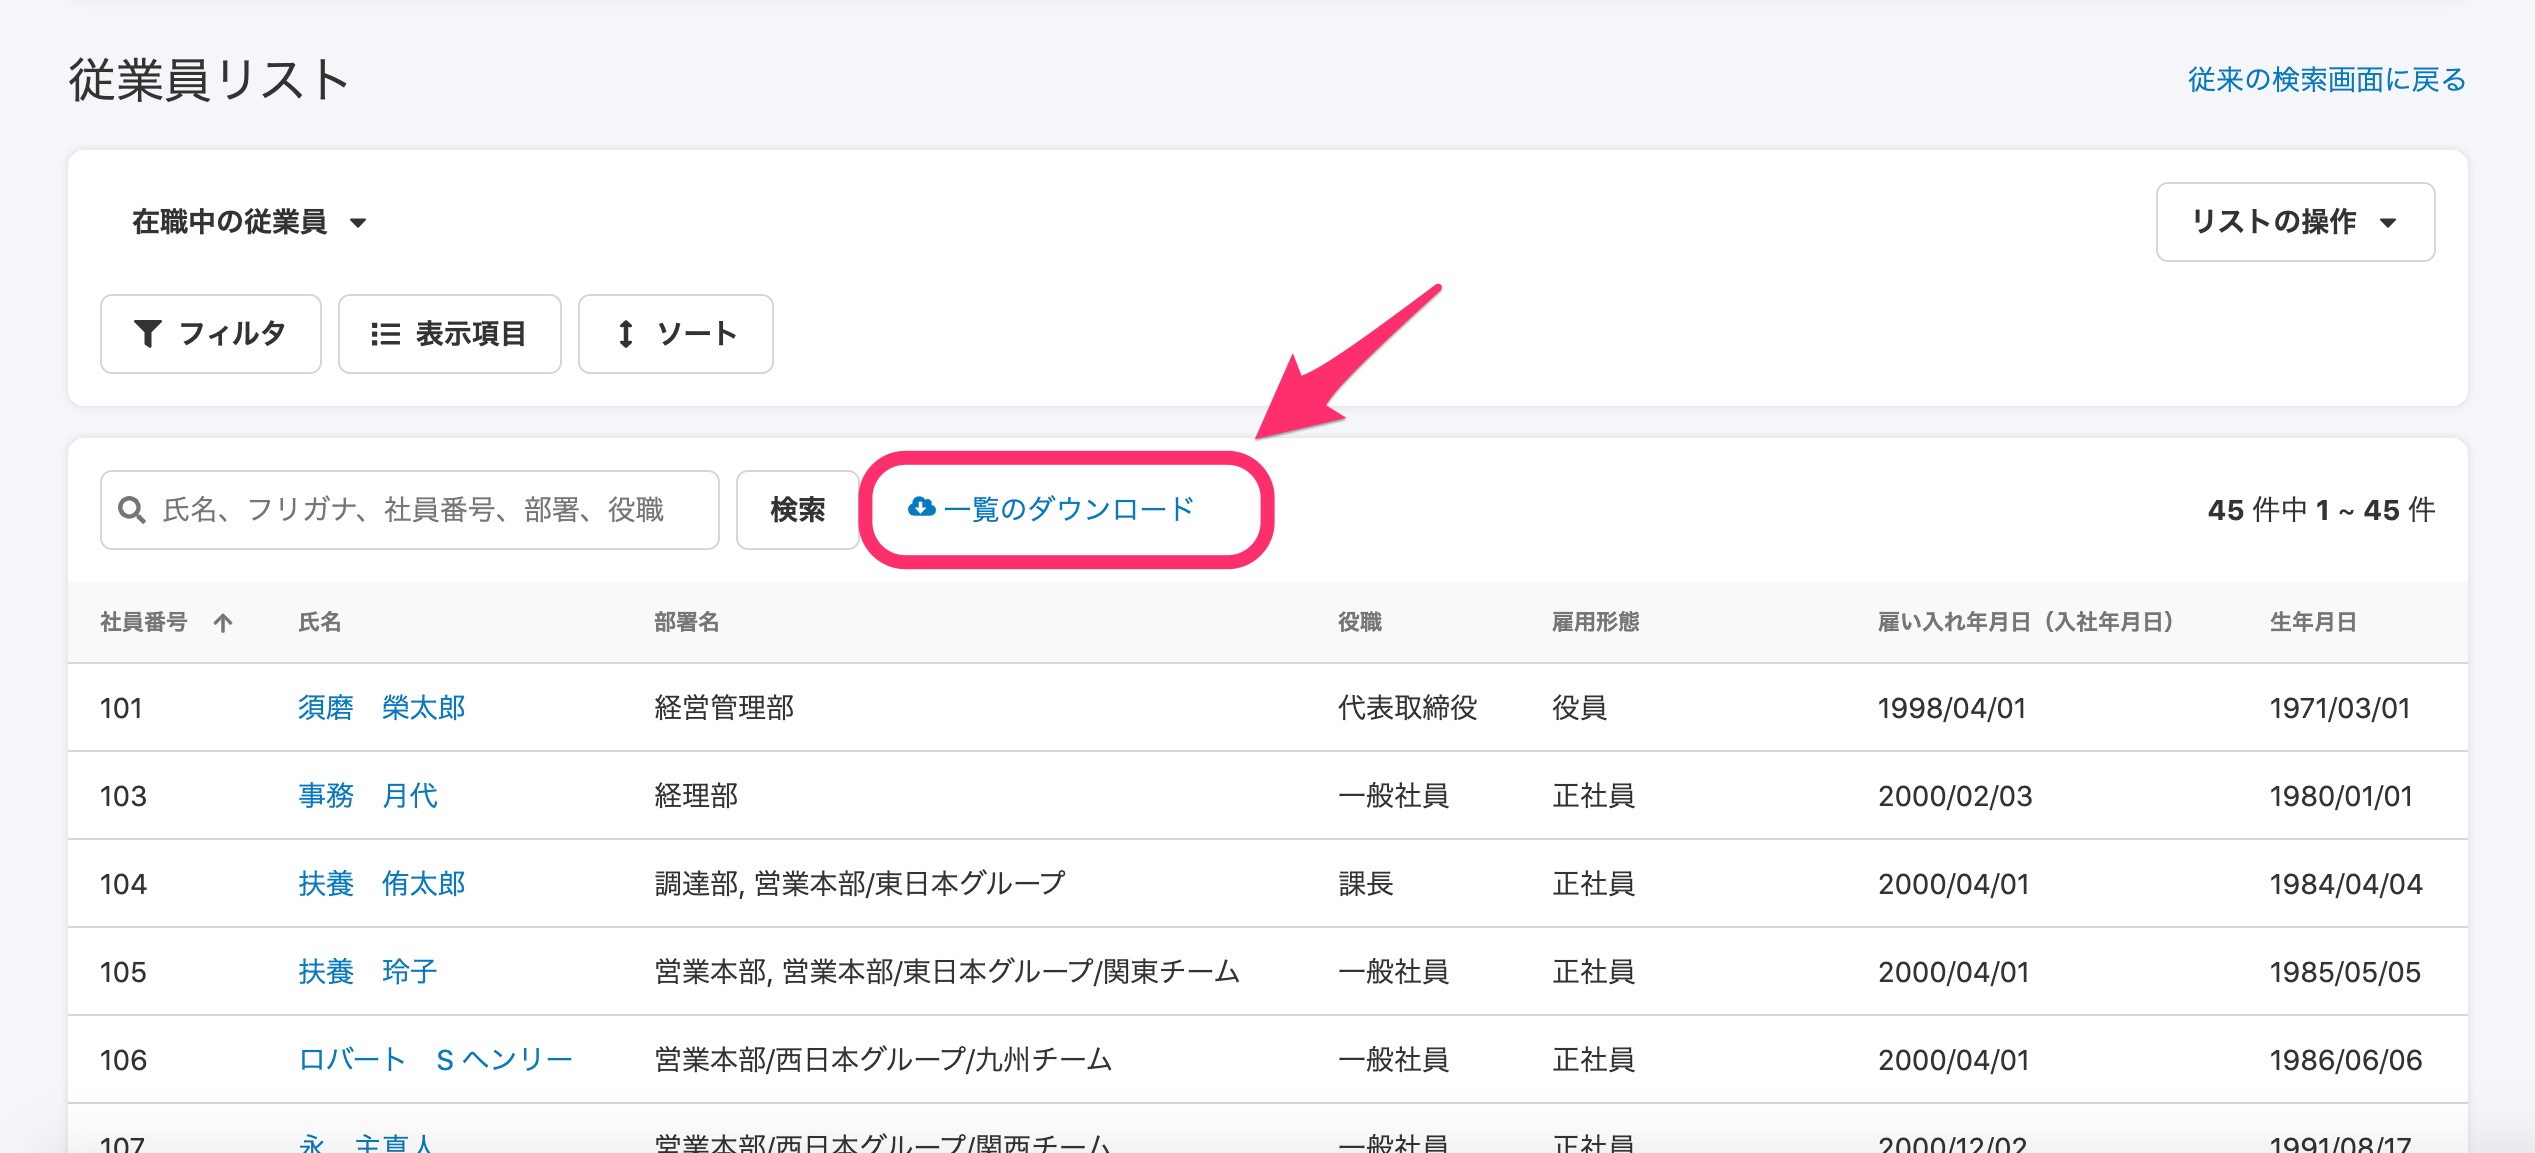 従業員リスト
従来の検索画面に戻る
在職中の従業員
リストの操作
フィルタ 表示項目 ソート
氏名、フリガナ、社員番号、部署、役職 検索 一覧のダウンロード 45 件中 1 ~ 45 件
社員番号 氏名 部署名 役職 雇用形態 雇い入れ年月日（入社年月日） 生年月日
101 須磨　榮太郎 経営管理部 代表取締役 役員 1998/04/01 1971/03/01
103 事務　月代 経理部 一般社員 正社員 2000/02/03 1980/01/01
104 扶養　侑太郎 調達部, 営業本部/東日本グループ 課長 正社員 2000/04/01 1984/04/04
105 扶養　玲子 営業本部, 営業本部/東日本グループ/関東チーム 一般社員 正社員 2000/04/01 1985/05/05
106 ロバート　S ヘンリー 営業本部/西日本グループ/九州チーム 一般社員 正社員 2000/04/01 1986/06/06
107 永　主真人 営業本部/西日本グループ/関西チーム 一般社員 正社員 2000/12/02 1991/08/17